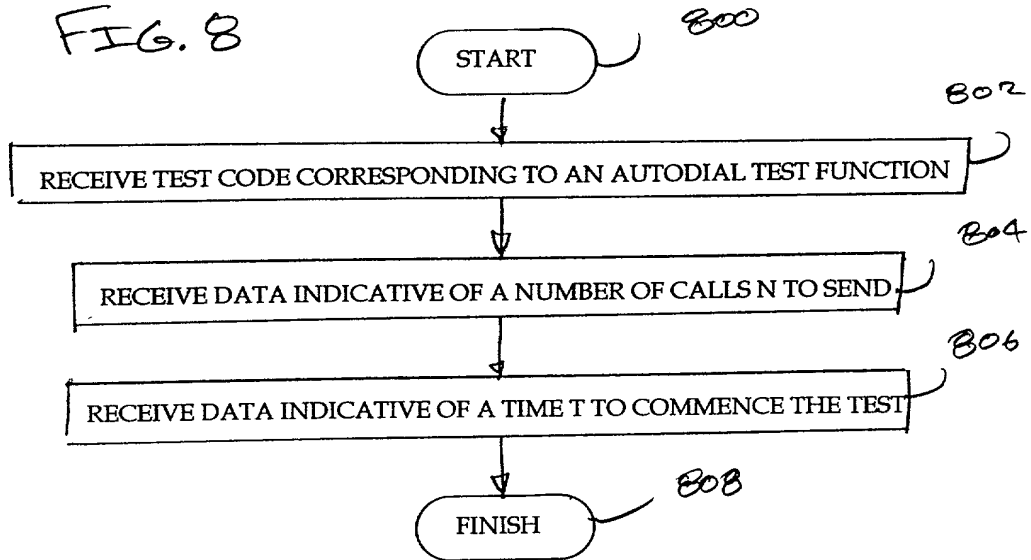 FIG. 8
800
START
802
RECEIVE TEST CODE CORRESPONDING TO AN AUTODIAL TEST FUNCTION
804
RECEIVE DATA INDICATIVE OF A NUMBER OF CALLS N TO SEND
806
RECEIVE DATA INDICATIVE OF A TIME T TO COMMENCE THE TEST
808
FINISH